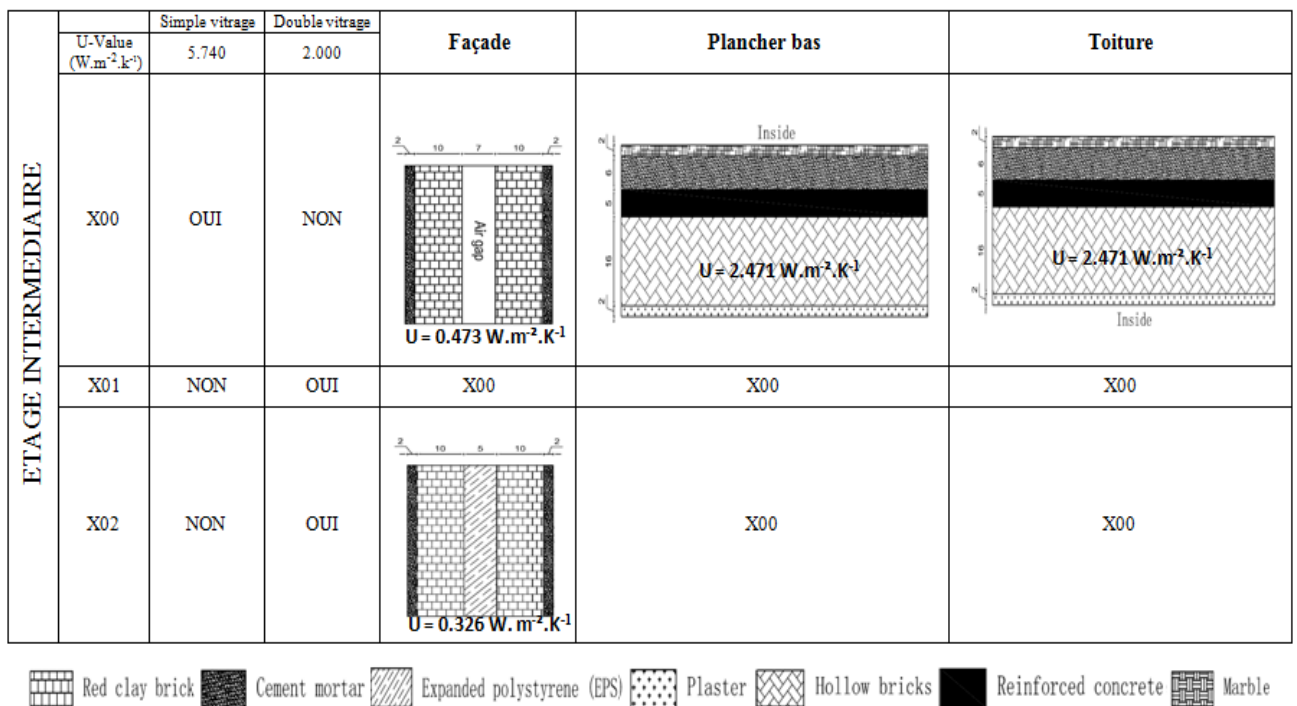 Simple vitrage Double vitrage
U-Value (W.m⁻².k⁻¹) 5.740 2.000 Façade Plancher bas Toiture
ETAGE INTERMEDIAIRE
X00 OUI NON
2 10 7 10 2
Air gap
U = 0.473 W.m⁻².K⁻¹
Inside
2 6 5 16 2
U = 2.471 W.m⁻².K⁻¹
2 6 5 16 2
U = 2.471 W.m⁻².K⁻¹
Inside
X01 NON OUI X00 X00 X00
X02 NON OUI
2 10 5 10 2
U = 0.326 W. m⁻².K⁻¹
X00 X00
Red clay brick Cement mortar Expanded polystyrene (EPS) Plaster Hollow bricks Reinforced concrete Marble